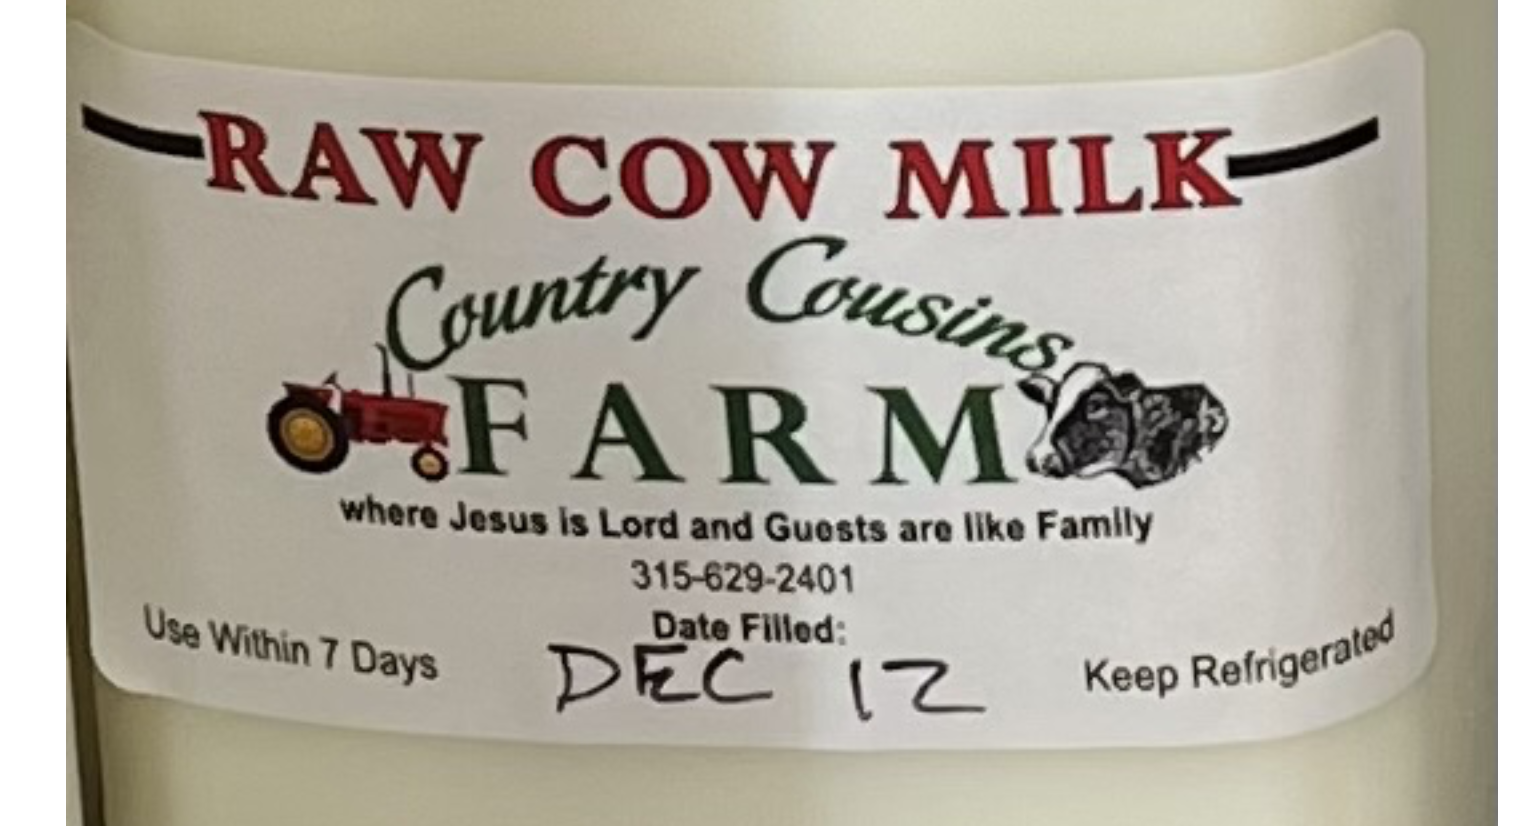 RAW COW MILK
Country Cousins
FARM
where Jesus is Lord and Guests are like Family
315-629-2401
Date Filled:
Use Within 7 Days
DEC 12
Keep Refrigerated